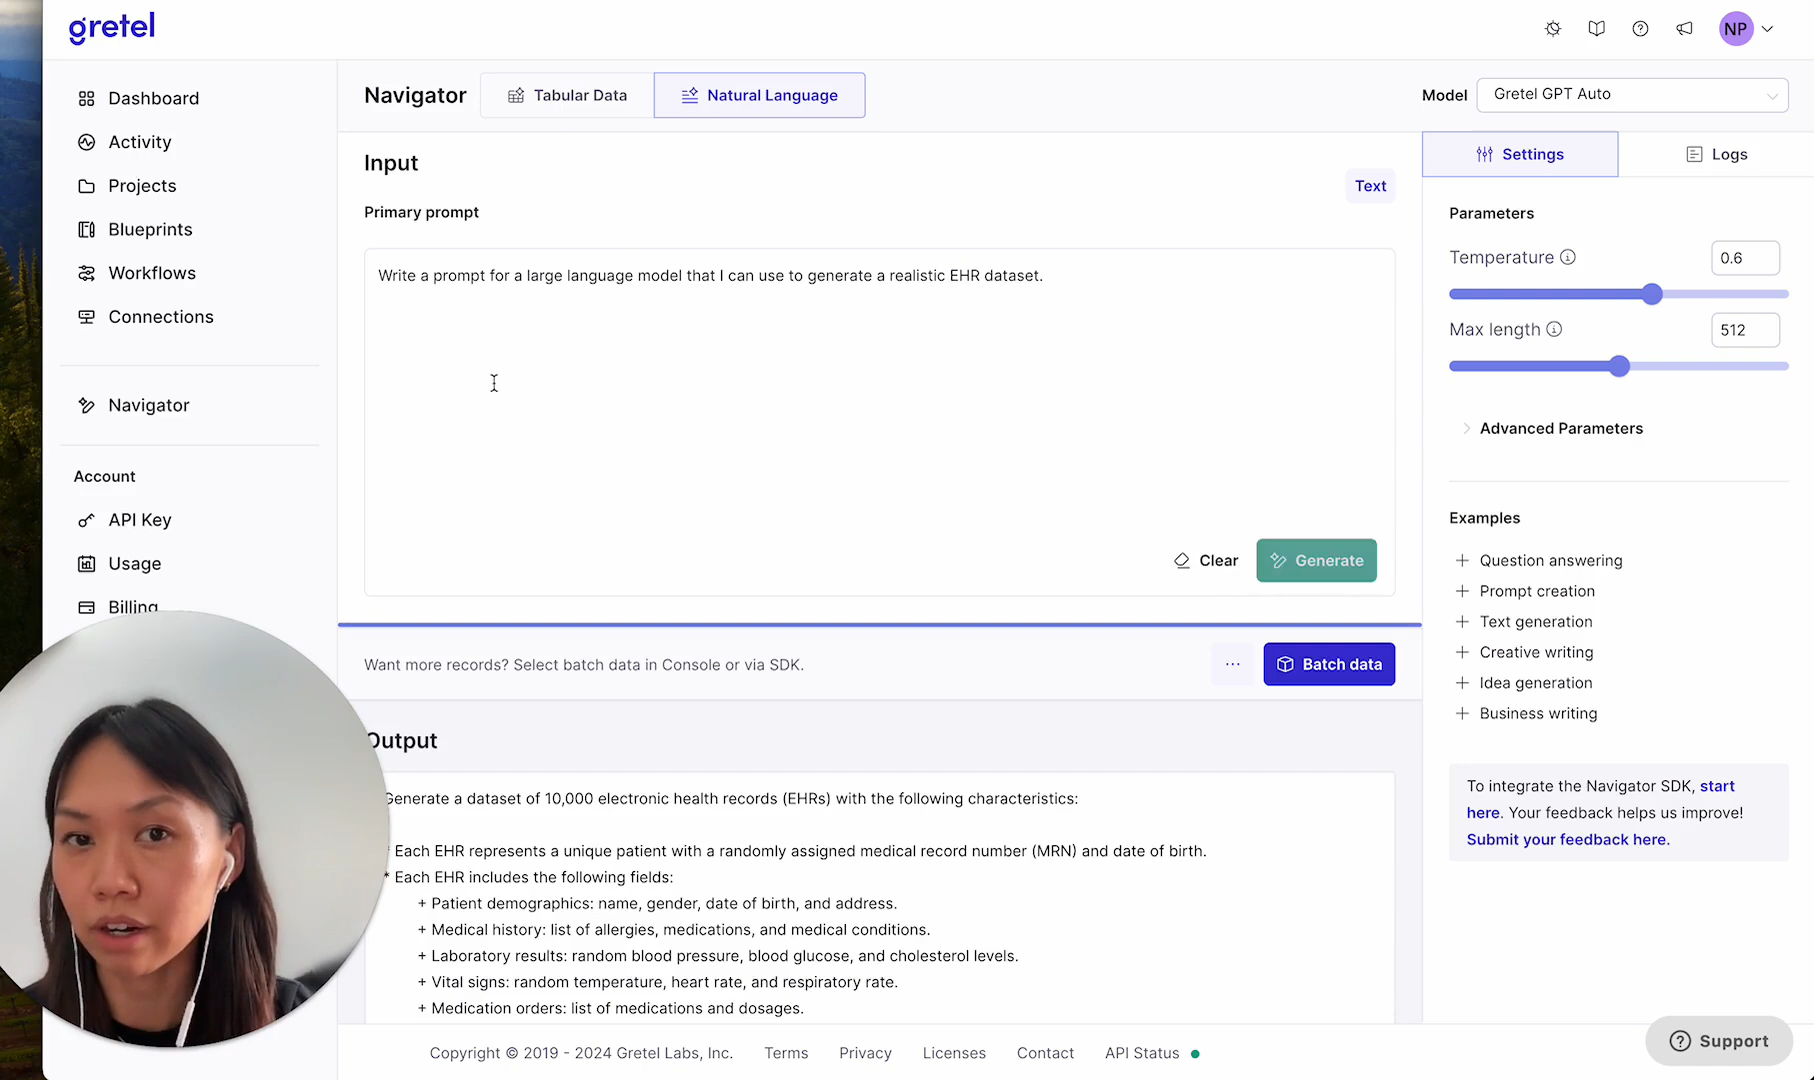 gretel
NP
Dashboard
Activity
Projects
Blueprints
Workflows
Connections
Navigator
Account
API Key
Usage
Billing
Navigator
Tabular Data
Natural Language
Model
Gretel GPT Auto
Input
Text
Primary prompt
Write a prompt for a large language model that I can use to generate a realistic EHR dataset.
Clear
Generate
Want more records? Select batch data in Console or via SDK.
Batch data
Output
Generate a dataset of 10,000 electronic health records (EHRs) with the following characteristics:
* Each EHR represents a unique patient with a randomly assigned medical record number (MRN) and date of birth.
* Each EHR includes the following fields:
+ Patient demographics: name, gender, date of birth, and address.
+ Medical history: list of allergies, medications, and medical conditions.
+ Laboratory results: random blood pressure, blood glucose, and cholesterol levels.
+ Vital signs: random temperature, heart rate, and respiratory rate.
+ Medication orders: list of medications and dosages.
Settings
Logs
Parameters
Temperature
0.6
Max length
512
Advanced Parameters
Examples
+ Question answering
+ Prompt creation
+ Text generation
+ Creative writing
+ Idea generation
+ Business writing
To integrate the Navigator SDK, start
here. Your feedback helps us improve!
Submit your feedback here.
Copyright © 2019 - 2024 Gretel Labs, Inc.
Terms
Privacy
Licenses
Contact
API Status
Support